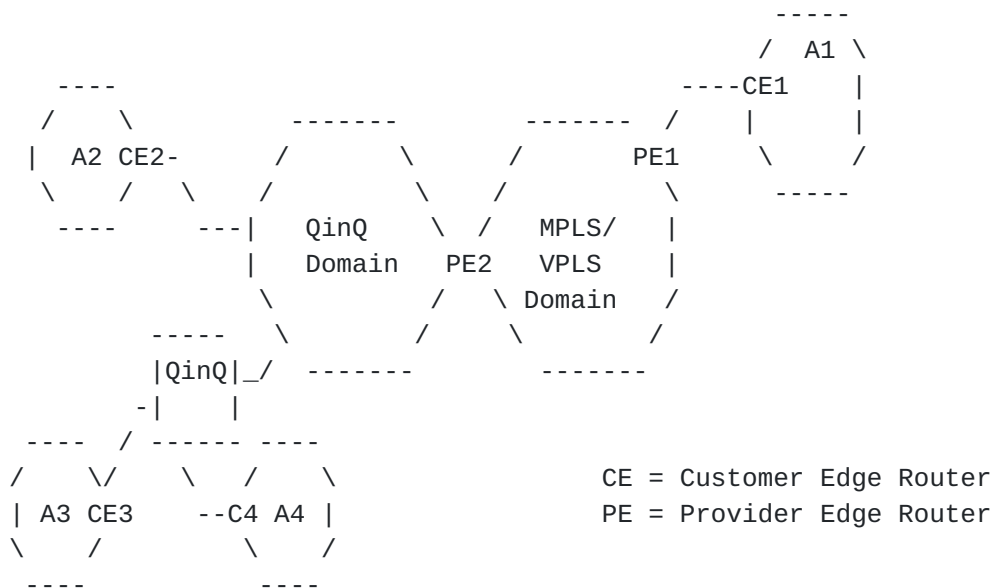 A1
CE1
A2 CE2
PE1
QinQ MPLS/
Domain PE2 VPLS
Domain
QinQ
CE = Customer Edge Router
A3 CE3 C4 A4 PE = Provider Edge Router